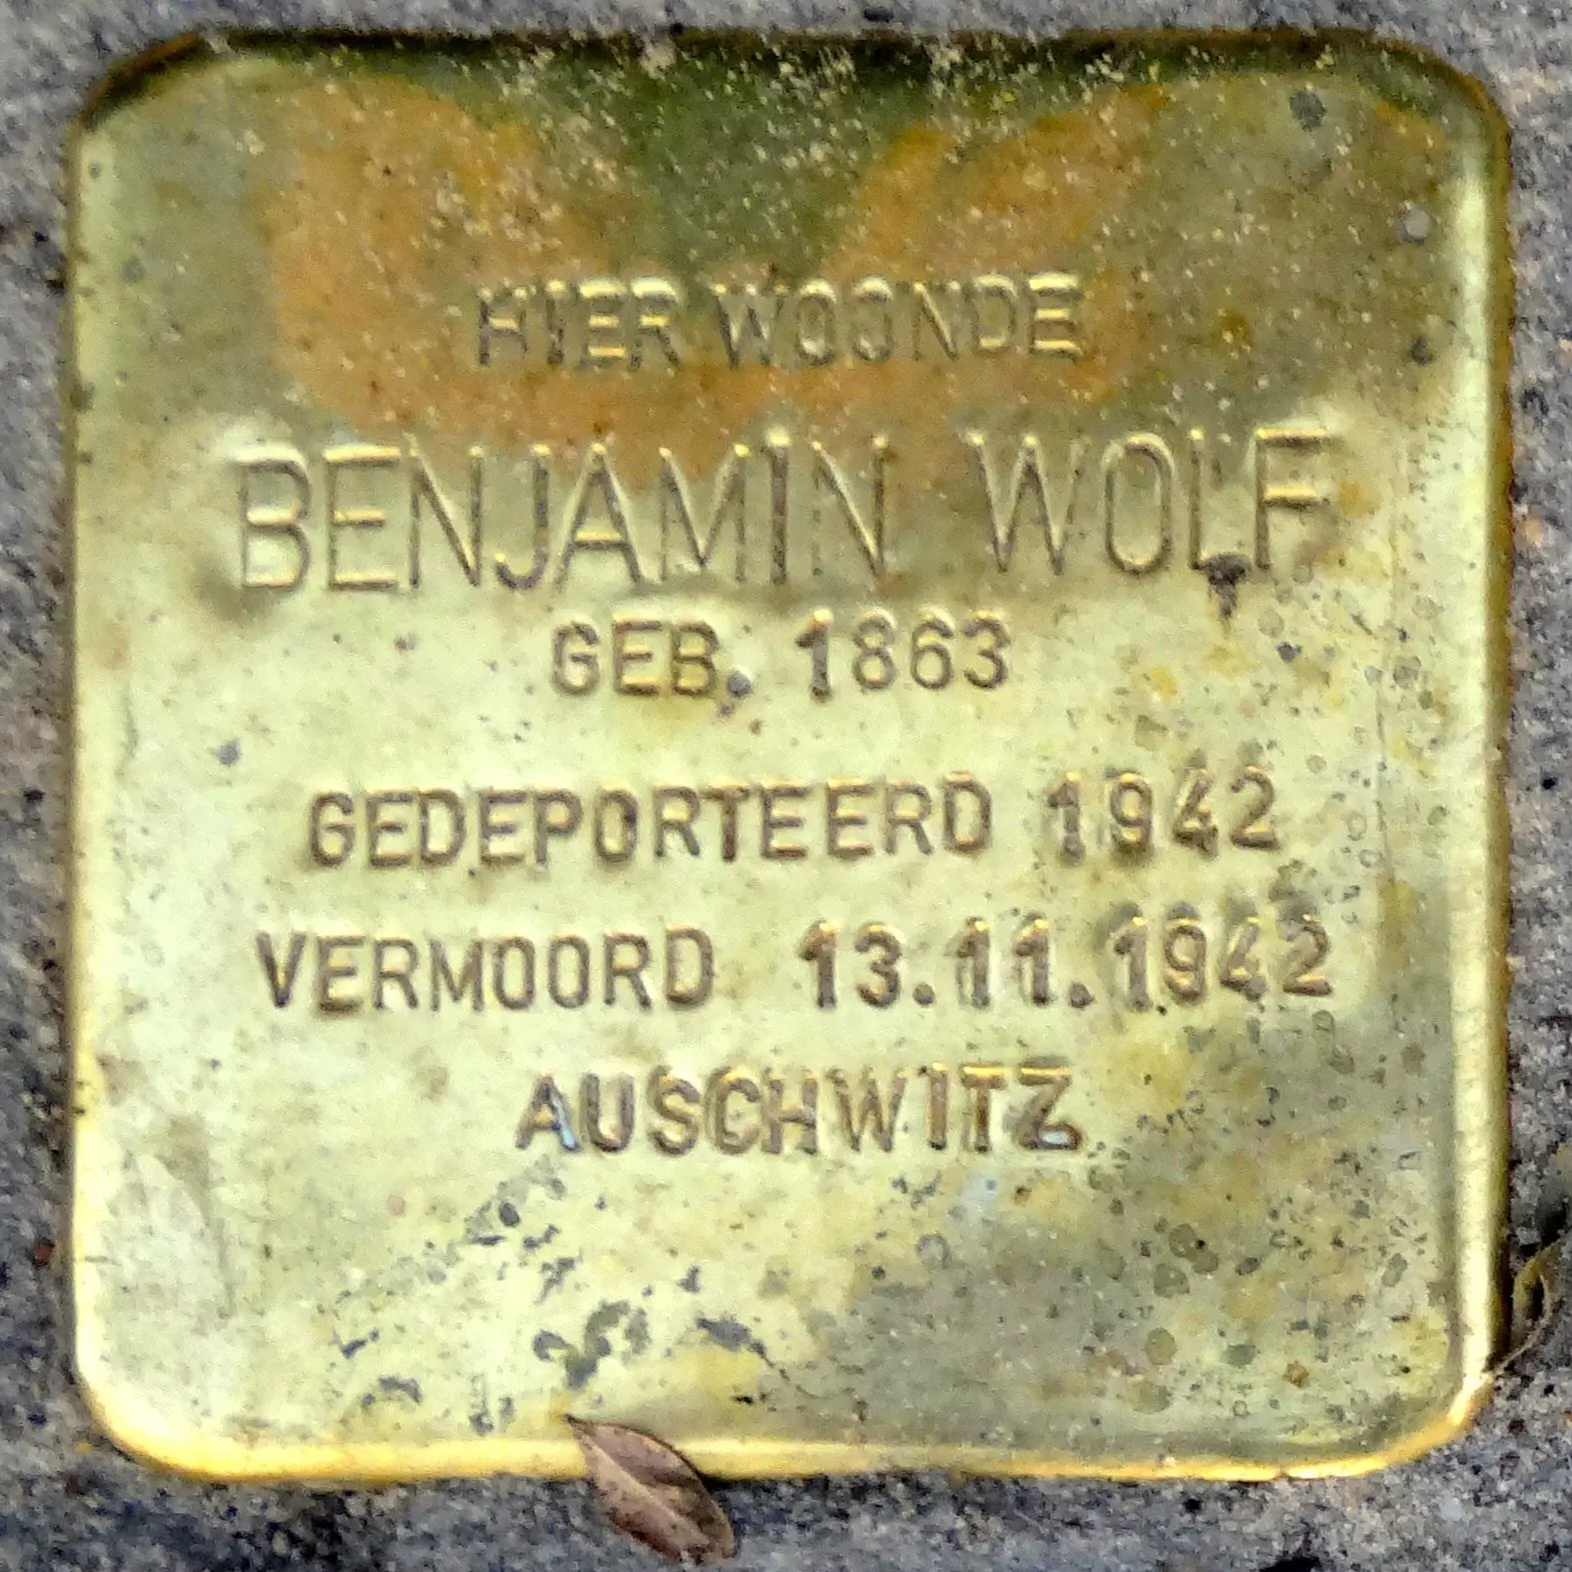 HIER WOONDE
BENJAMIN WOLF
GEB. 1863
GEDEPORTEERD 1942
VERMOORD 13.11.1942
AUSCHWITZ